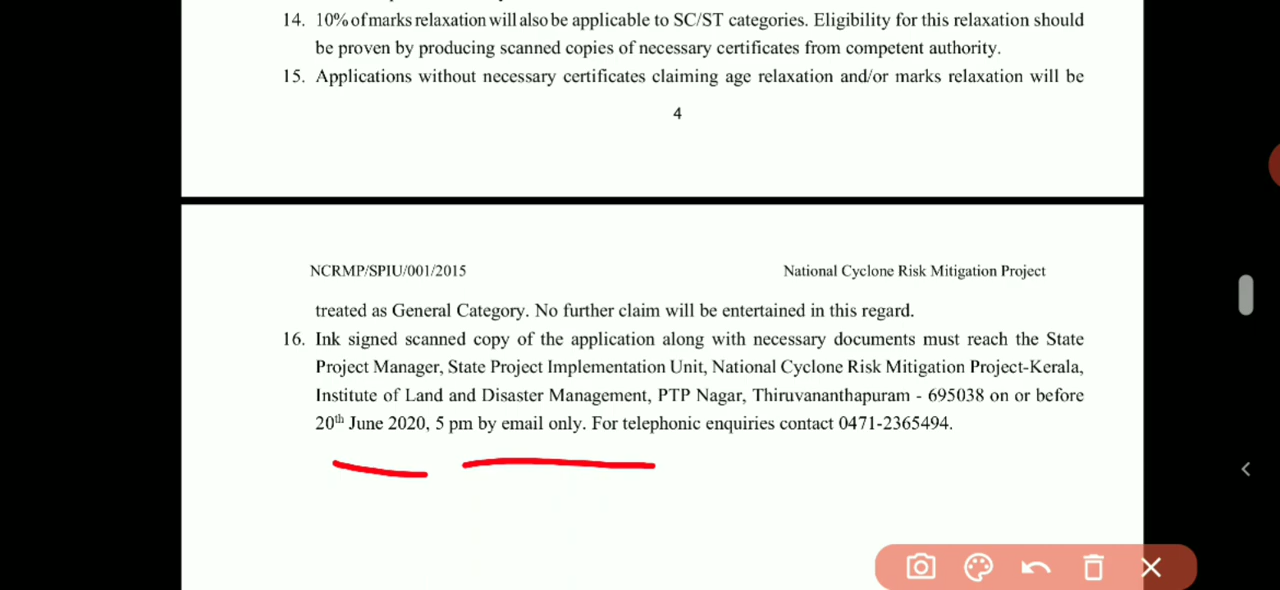 14. 10% of marks relaxation will also be applicable to SC/ST categories. Eligibility for this relaxation should
be proven by producing scanned copies of necessary certificates from competent authority.
15. Applications without necessary certificates claiming age relaxation and/or marks relaxation will be
4
NCRMP/SPIU/001/2015 National Cyclone Risk Mitigation Project
treated as General Category. No further claim will be entertained in this regard.
16. Ink signed scanned copy of the application along with necessary documents must reach the State
Project Manager, State Project Implementation Unit, National Cyclone Risk Mitigation Project-Kerala,
Institute of Land and Disaster Management, PTP Nagar, Thiruvananthapuram - 695038 on or before
20th June 2020, 5 pm by email only. For telephonic enquiries contact 0471-2365494.